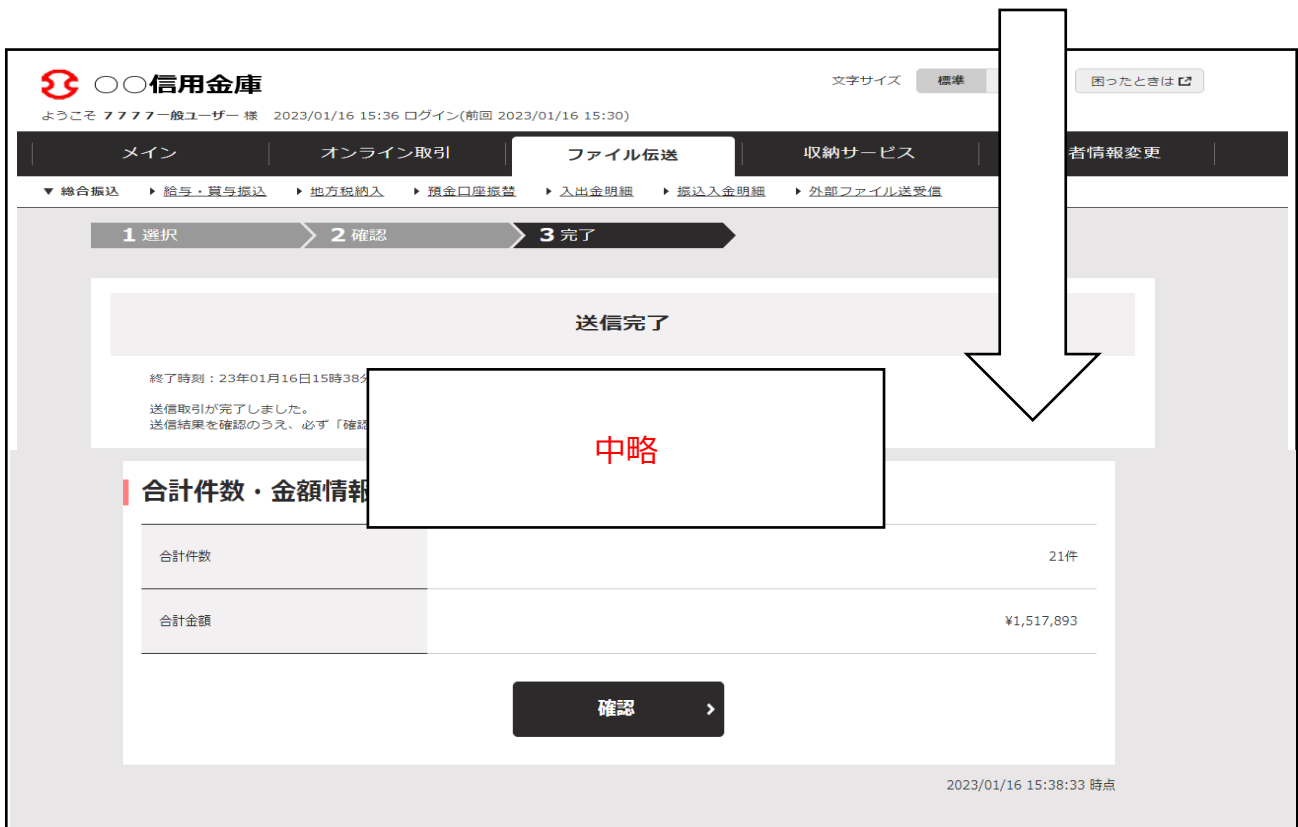 〇〇信用金庫
文字サイズ 標準 困ったときは
ようこそ 7777一般ユーザー 様 2023/01/16 15:36 ログイン(前回 2023/01/16 15:30)
メイン オンライン取引 ファイル伝送 収納サービス 者情報変更
▼ 総合振込 給与・賞与振込 地方税納入 預金口座振替 入出金明細 振込入金明細 外部ファイル送受信
1 選択 2 確認 3 完了
送信完了
終了時刻:23年01月16日15時38分
送信取引が完了しました。
送信結果を確認のうえ、必ず「確認
中略
合計件数・金額情報
合計件数 21件
合計金額 ¥1,517,893
確認
2023/01/16 15:38:33 時点